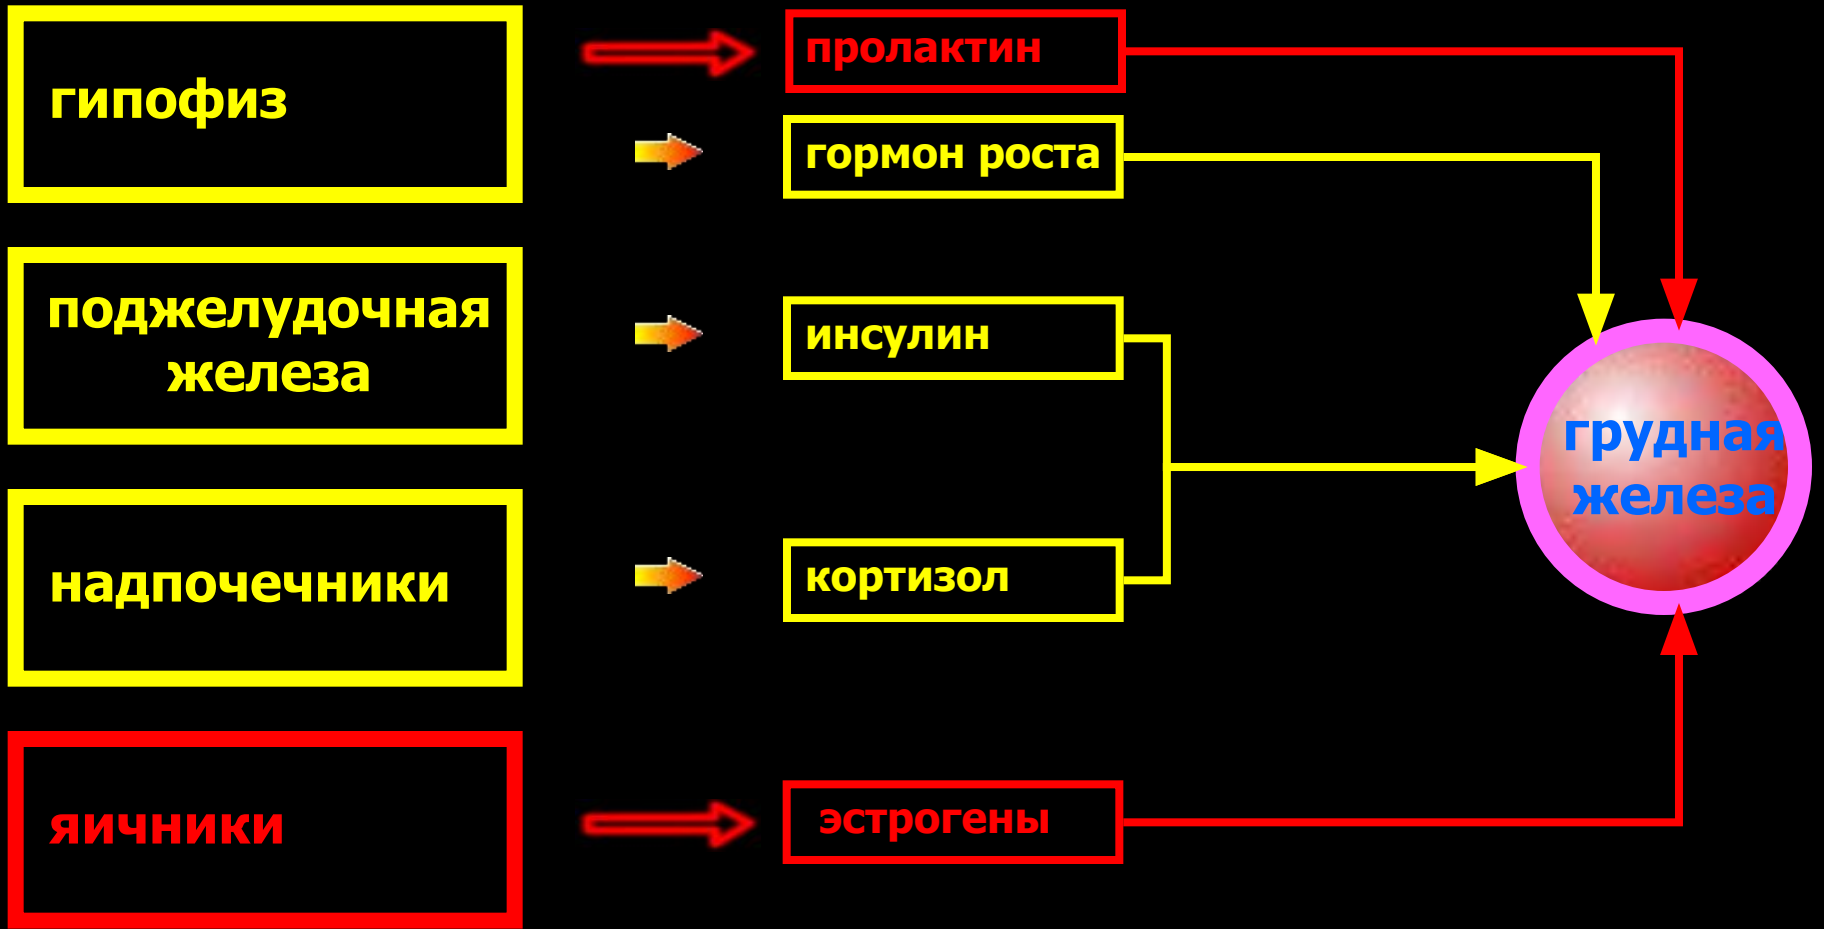 гипофиз
пролактин
гормон роста
поджелудочная
железа
инсулин
надпочечники
кортизол
яичники
эстрогены
грудная
железа